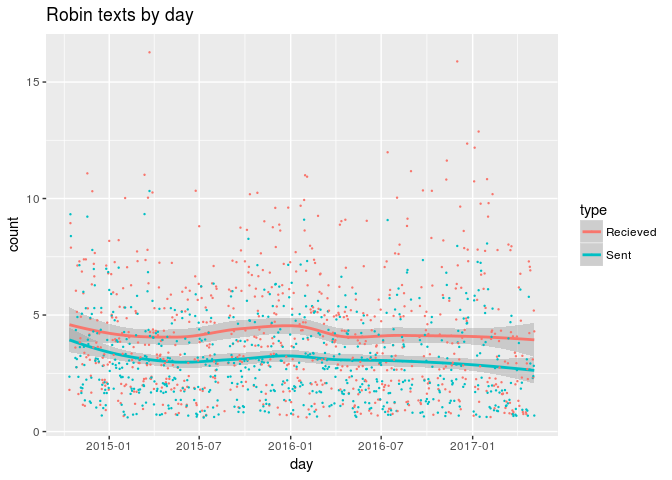 Robin texts by day
15
10
5
0
count
2015-01 2015-07 2016-01 2016-07 2017-01
day
type
Recieved
Sent